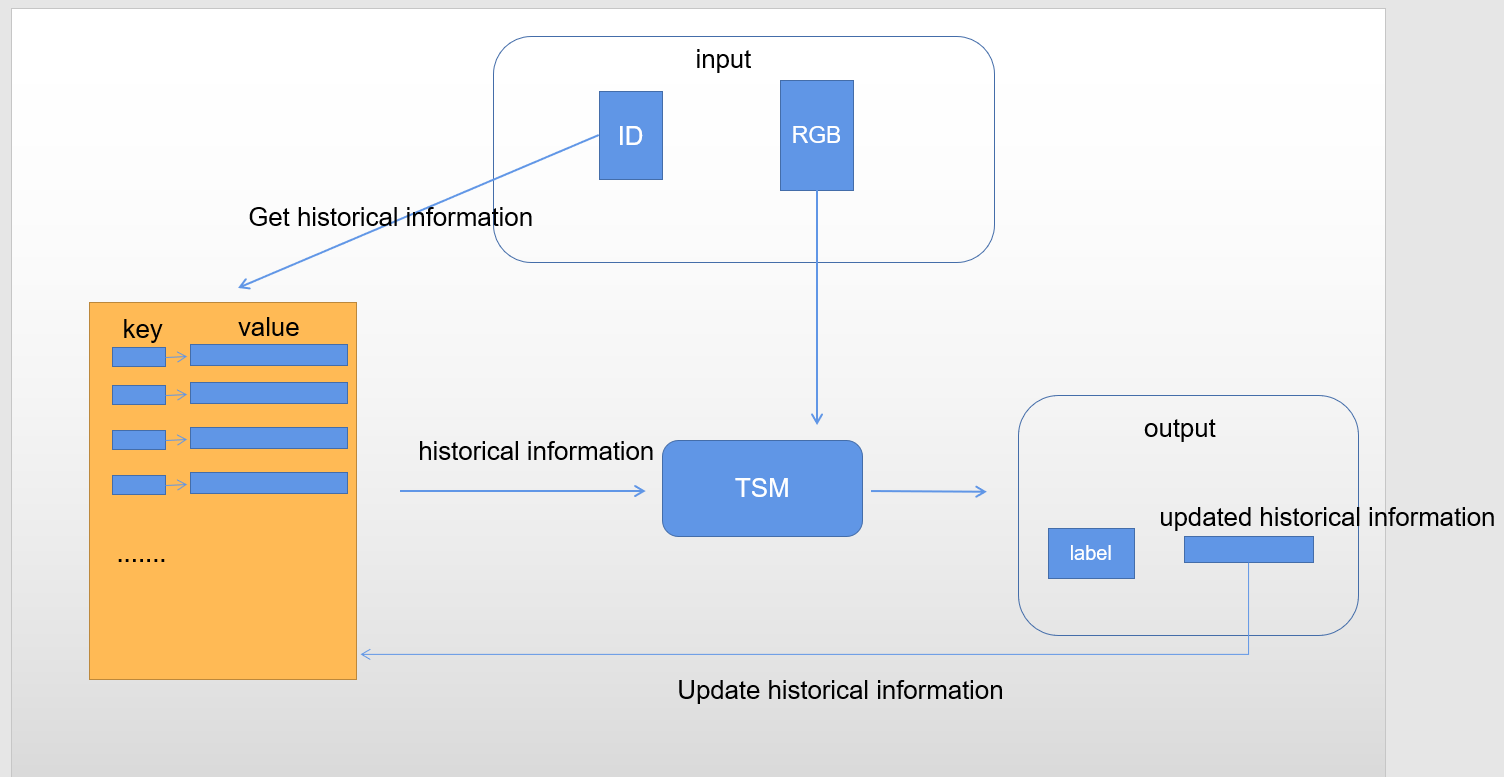 input
ID
RGB
Get historical information
key
value
historical information
TSM
output
updated historical information
label
.......
Update historical information